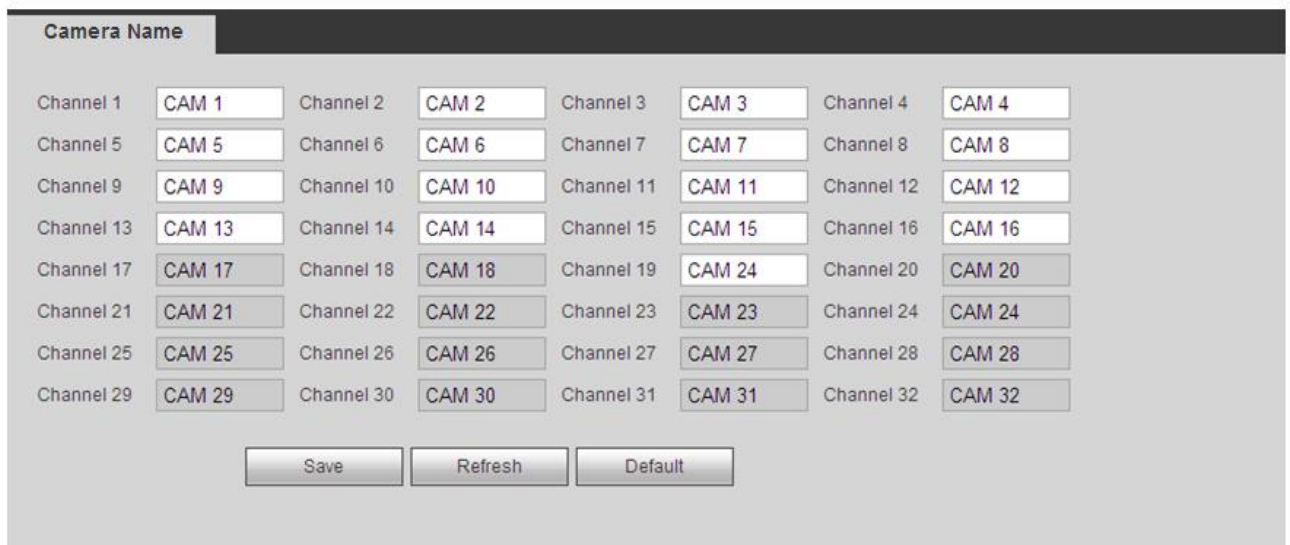 Camera Name
Channel 1 CAM 1 Channel 2 CAM 2 Channel 3 CAM 3 Channel 4 CAM 4
Channel 5 CAM 5 Channel 6 CAM 6 Channel 7 CAM 7 Channel 8 CAM 8
Channel 9 CAM 9 Channel 10 CAM 10 Channel 11 CAM 11 Channel 12 CAM 12
Channel 13 CAM 13 Channel 14 CAM 14 Channel 15 CAM 15 Channel 16 CAM 16
Channel 17 CAM 17 Channel 18 CAM 18 Channel 19 CAM 24 Channel 20 CAM 20
Channel 21 CAM 21 Channel 22 CAM 22 Channel 23 CAM 23 Channel 24 CAM 24
Channel 25 CAM 25 Channel 26 CAM 26 Channel 27 CAM 27 Channel 28 CAM 28
Channel 29 CAM 29 Channel 30 CAM 30 Channel 31 CAM 31 Channel 32 CAM 32
Save Refresh Default